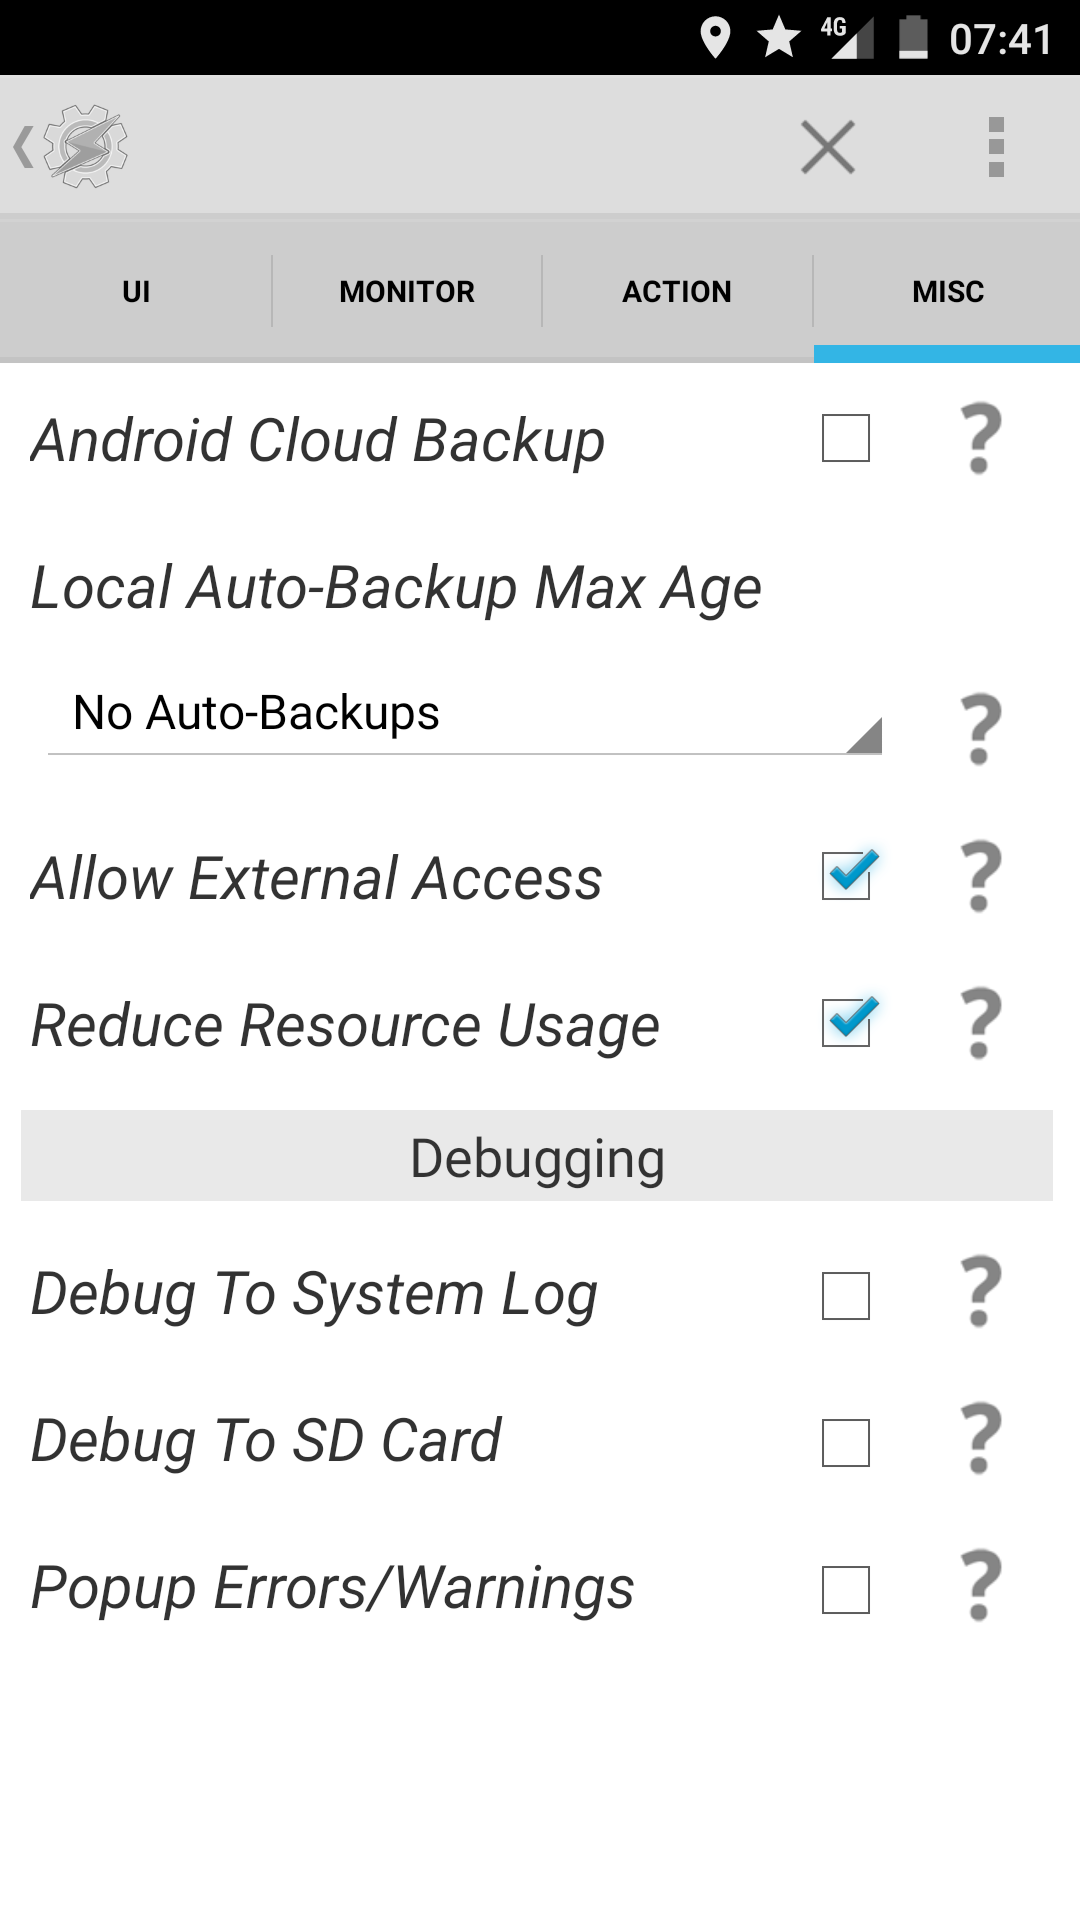 4G 07:41
UI MONITOR ACTION MISC
Android Cloud Backup
Local Auto-Backup Max Age
No Auto-Backups
Allow External Access
Reduce Resource Usage
Debugging
Debug To System Log
Debug To SD Card
Popup Errors/Warnings